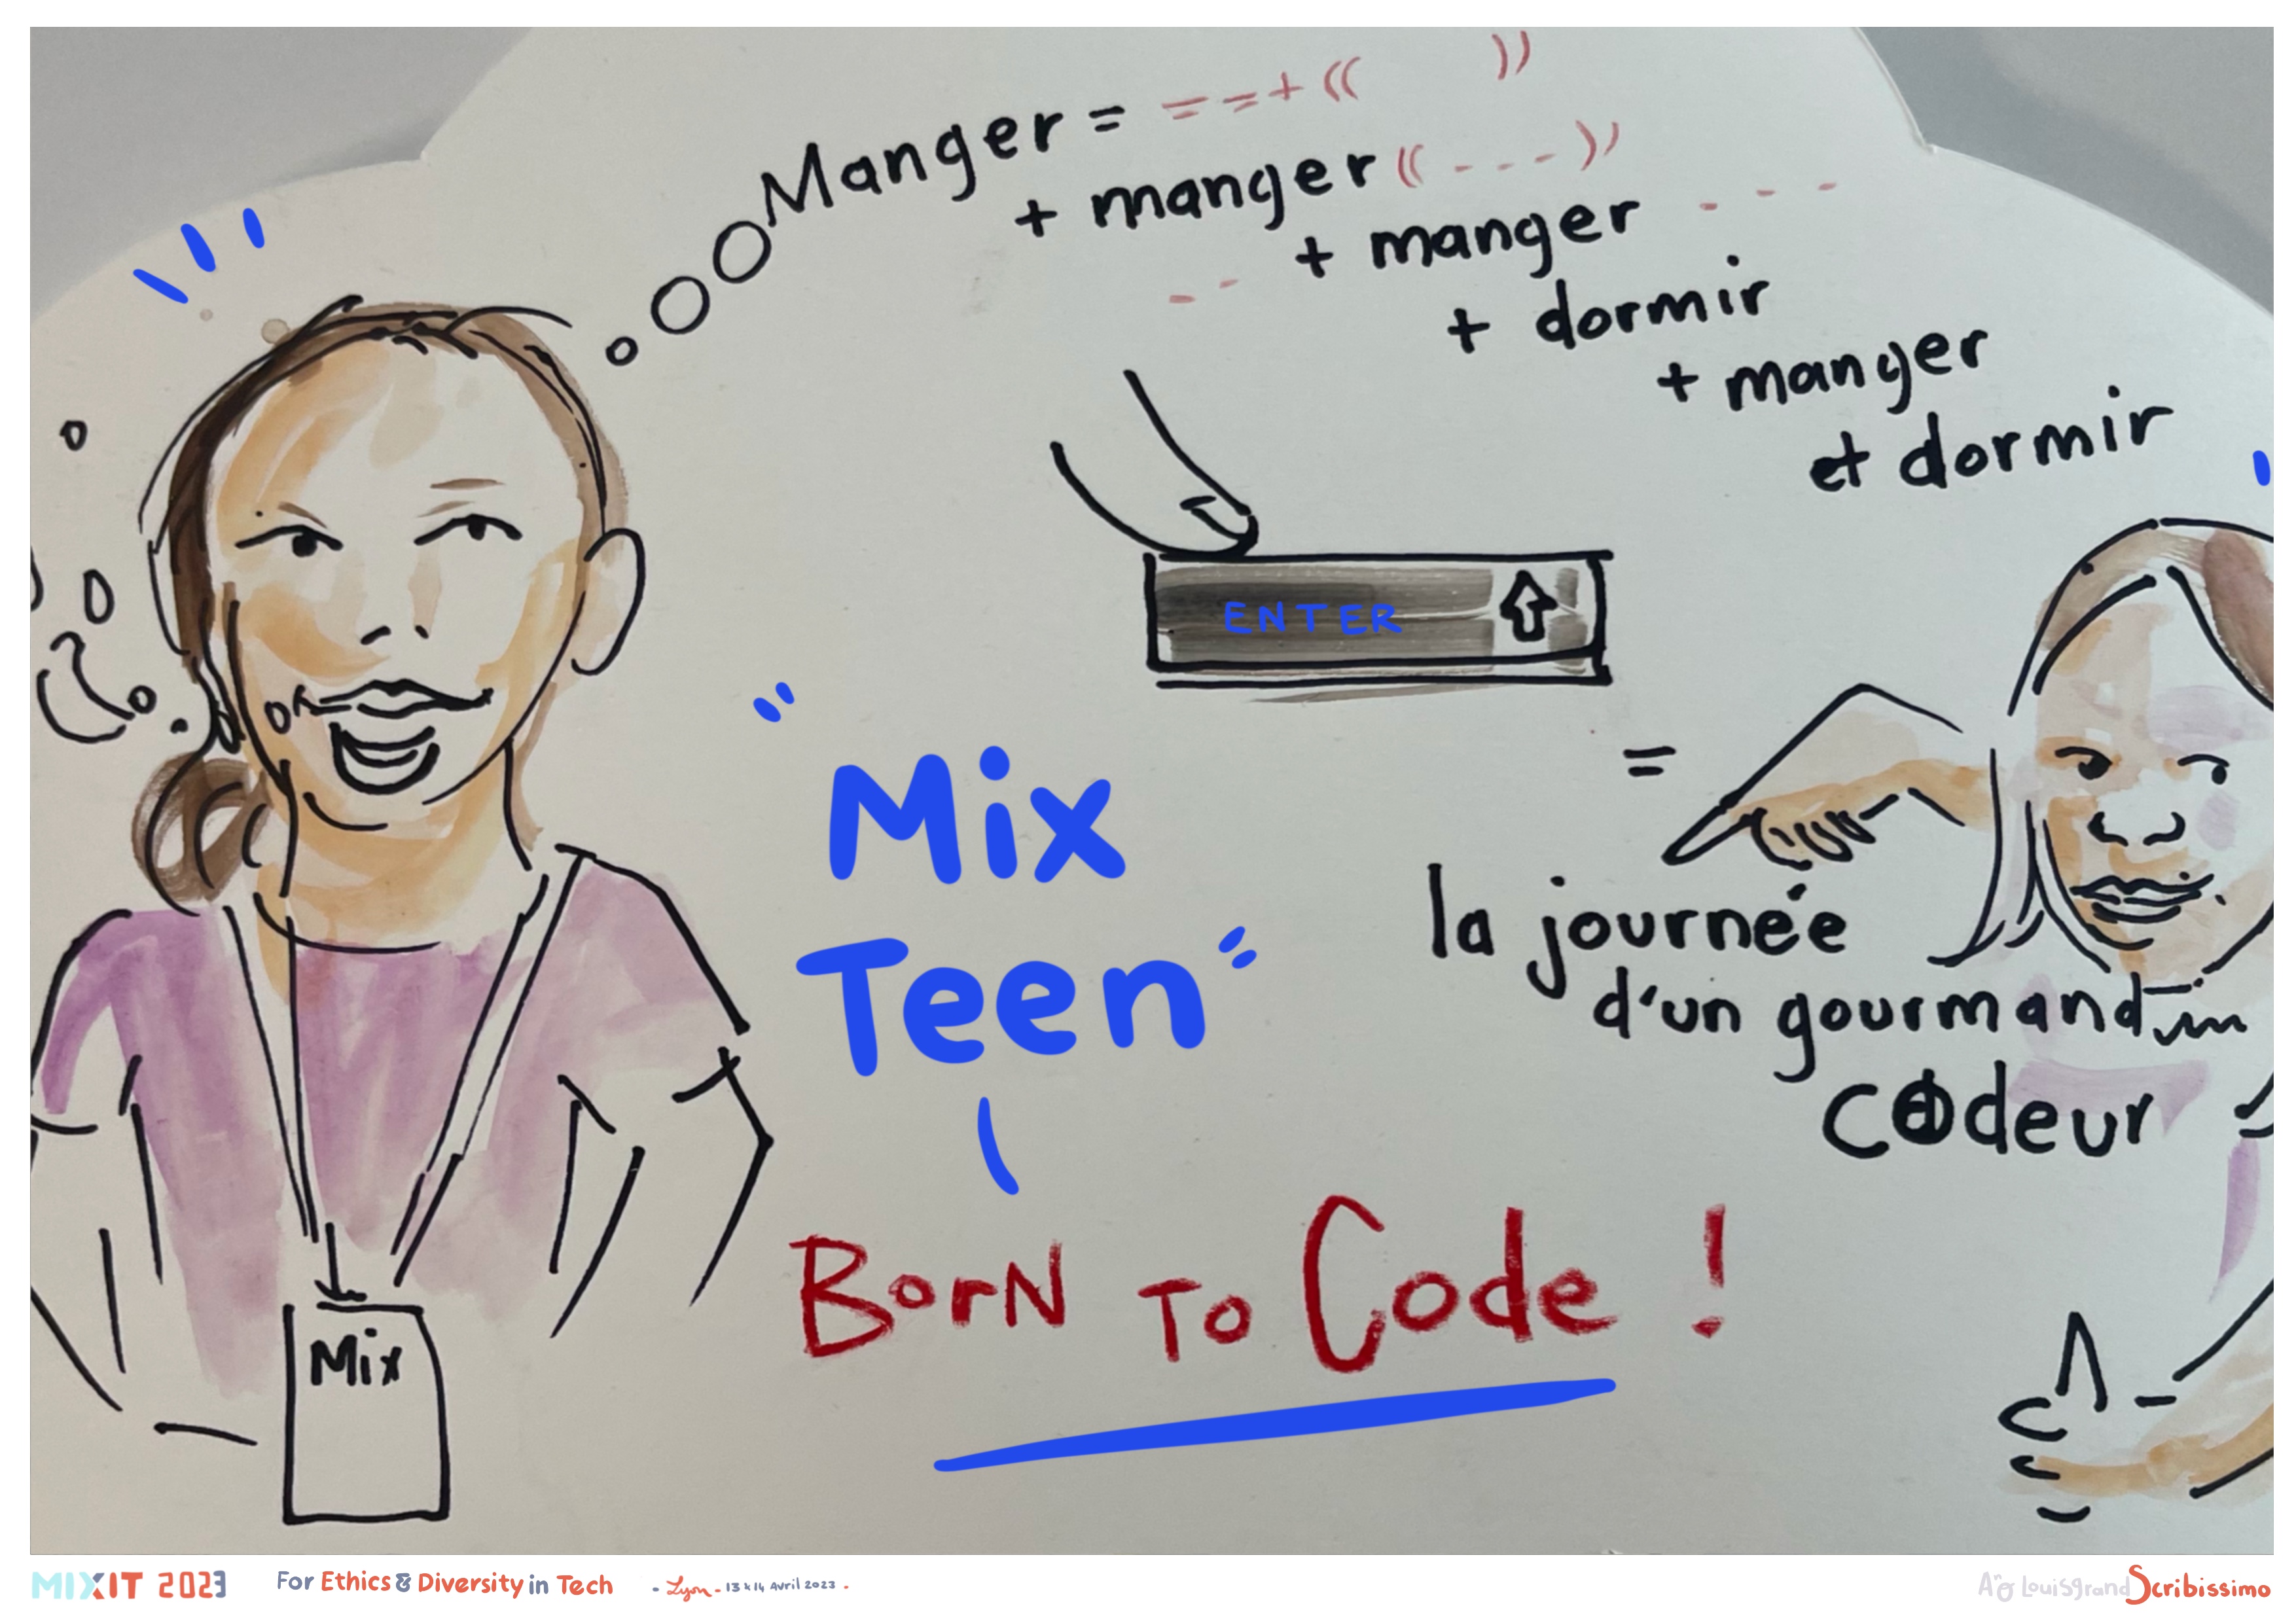 Manger = = = + (( ))
+ manger (( - - - ))
+ manger - - -
- - + dormir
+ manger
et dormir
ENTER
=
"Mix
Teen"
la journée
d'un gourmand
codeur
BorN To Code !
Mix
MIXIT 2023 For Ethics & Diversity in Tech - Lyon - 13 & 14 Avril 2023 -
Louisgrand Scribissimo